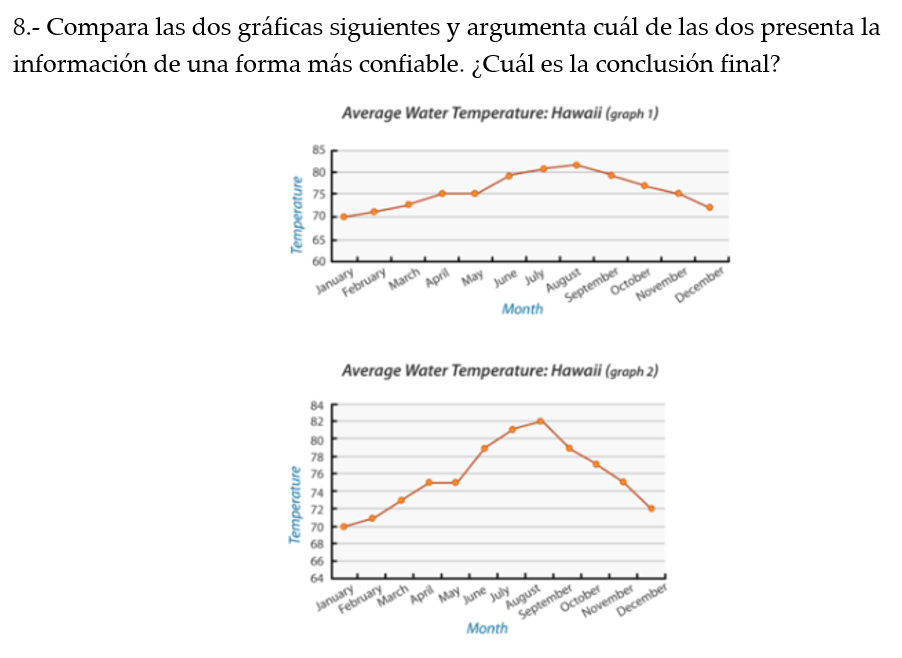 8.- Compara las dos gráficas siguientes y argumenta cuál de las dos presenta la
información de una forma más confiable. ¿Cuál es la conclusión final?
Average Water Temperature: Hawaii (graph 1)
Temperature
85
80
75
70
65
60
January February March April May June July August September October November December
Month
Average Water Temperature: Hawaii (graph 2)
Temperature
84
82
80
78
76
74
72
70
68
66
64
January February March April May June July August September October November December
Month